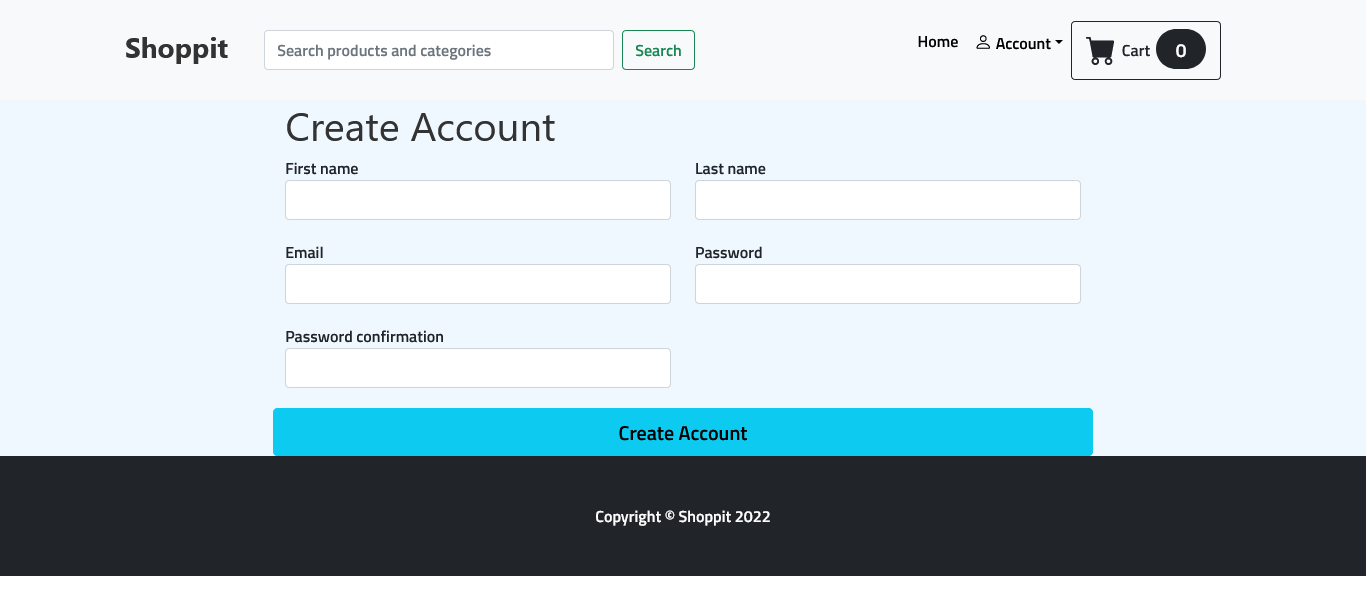 Shoppit
Search products and categories
Search
Home
Account
Cart 0
Create Account
First name
Last name
Email
Password
Password confirmation
Create Account
Copyright © Shoppit 2022